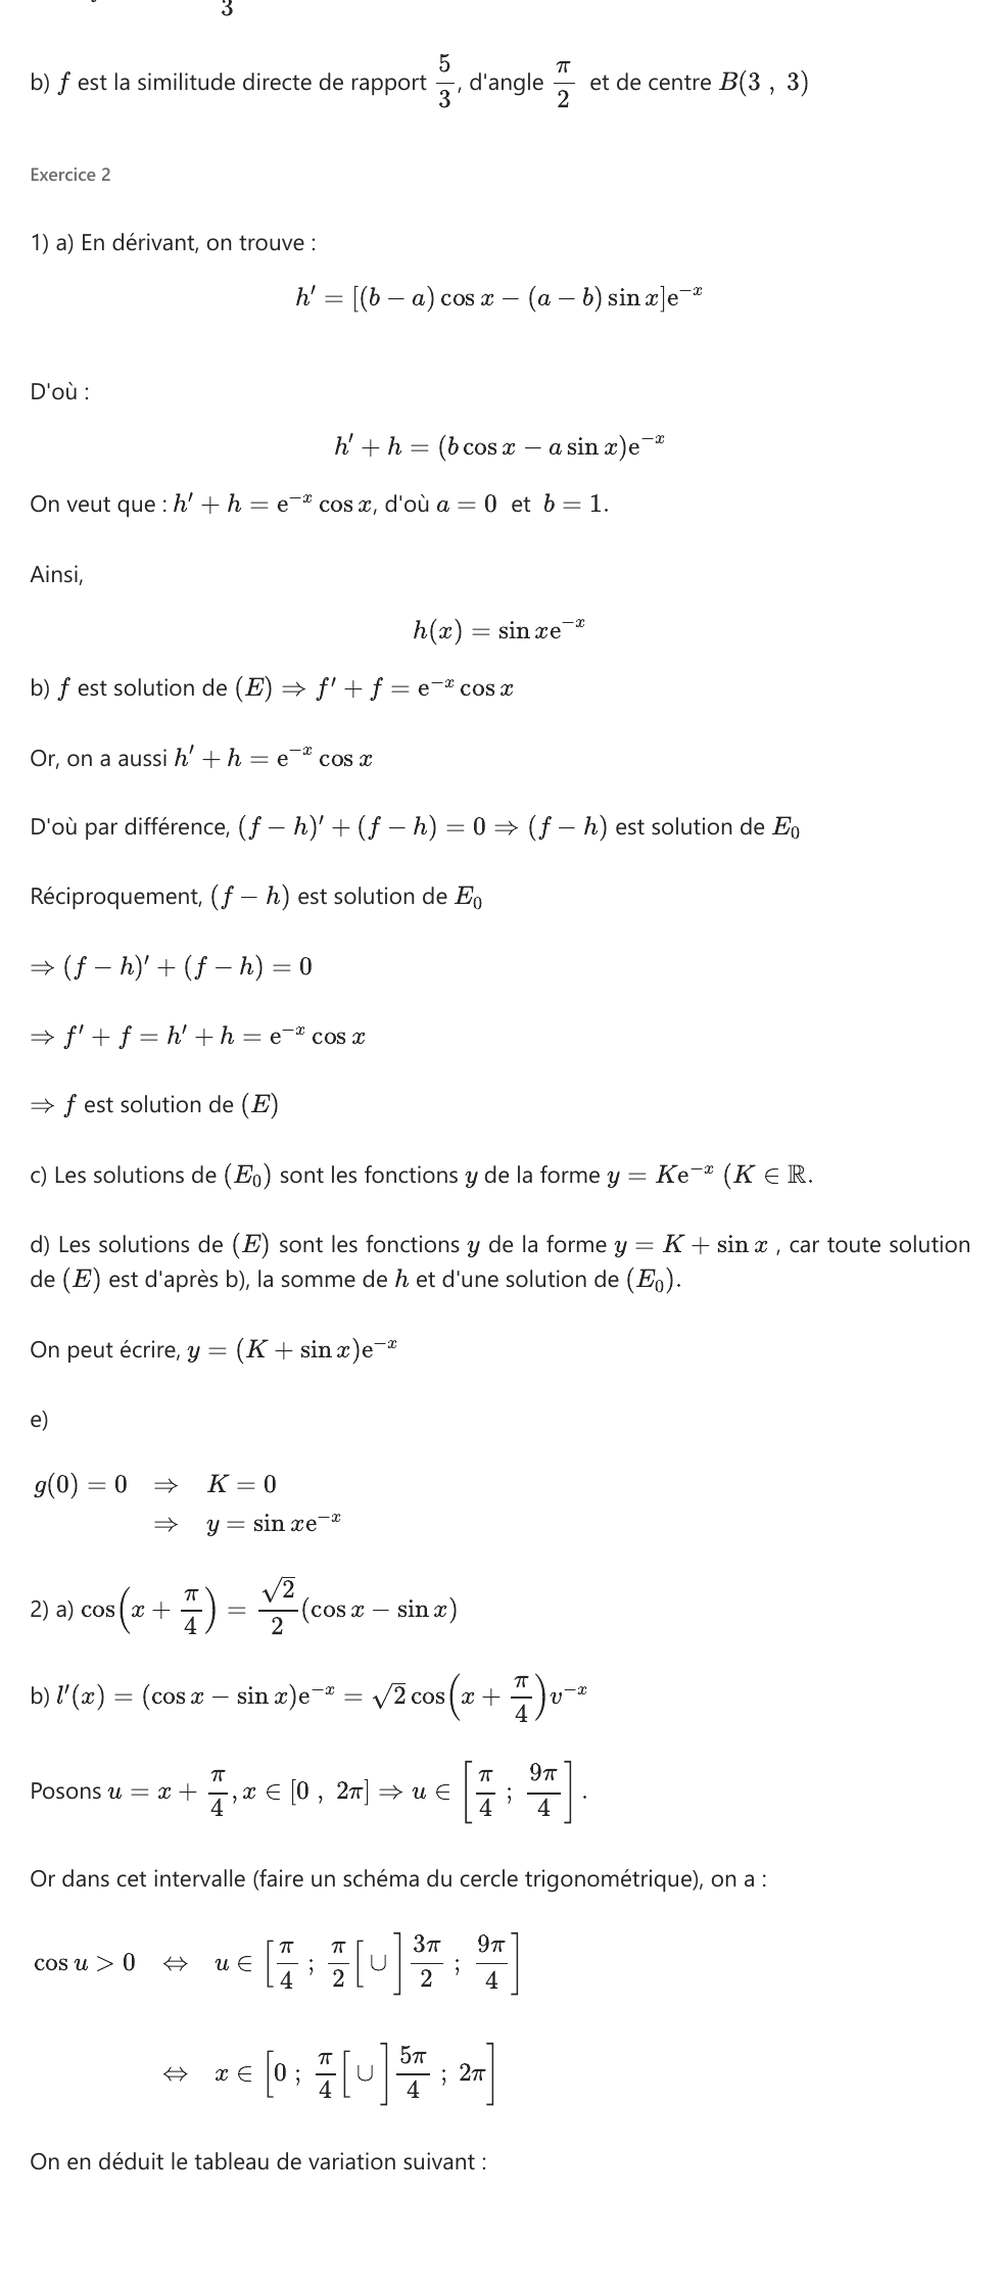 3
b) f est la similitude directe de rapport 5/3, d'angle π/2 et de centre B(3 , 3)
Exercice 2
1) a) En dérivant, on trouve :
h′ = [(b − a) cos x − (a − b) sin x]e^{−x}
D'où :
h′ + h = (b cos x − a sin x)e^{−x}
On veut que : h′ + h = e^{−x} cos x, d'où a = 0 et b = 1.
Ainsi,
h(x) = sin xe^{−x}
b) f est solution de (E) ⇒ f′ + f = e^{−x} cos x
Or, on a aussi h′ + h = e^{−x} cos x
D'où par différence, (f − h)′ + (f − h) = 0 ⇒ (f − h) est solution de E₀
Réciproquement, (f − h) est solution de E₀
⇒ (f − h)′ + (f − h) = 0
⇒ f′ + f = h′ + h = e^{−x} cos x
⇒ f est solution de (E)
c) Les solutions de (E₀) sont les fonctions y de la forme y = Ke^{−x} (K ∈ ℝ.
d) Les solutions de (E) sont les fonctions y de la forme y = K + sin x , car toute solution
de (E) est d'après b), la somme de h et d'une solution de (E₀).
On peut écrire, y = (K + sin x)e^{−x}
e)
g(0) = 0 ⇒ K = 0
⇒ y = sin xe^{−x}
2) a) cos(x + π/4) = √2/2 (cos x − sin x)
b) l′(x) = (cos x − sin x)e^{−x} = √2 cos(x + π/4)v^{−x}
Posons u = x + π/4, x ∈ [0 , 2π] ⇒ u ∈ [π/4 ; 9π/4] .
Or dans cet intervalle (faire un schéma du cercle trigonométrique), on a :
cos u > 0 ⇔ u ∈ [π/4 ; π/2[ ∪ ]3π/2 ; 9π/4]
⇔ x ∈ [0 ; π/4[ ∪ ]5π/4 ; 2π]
On en déduit le tableau de variation suivant :